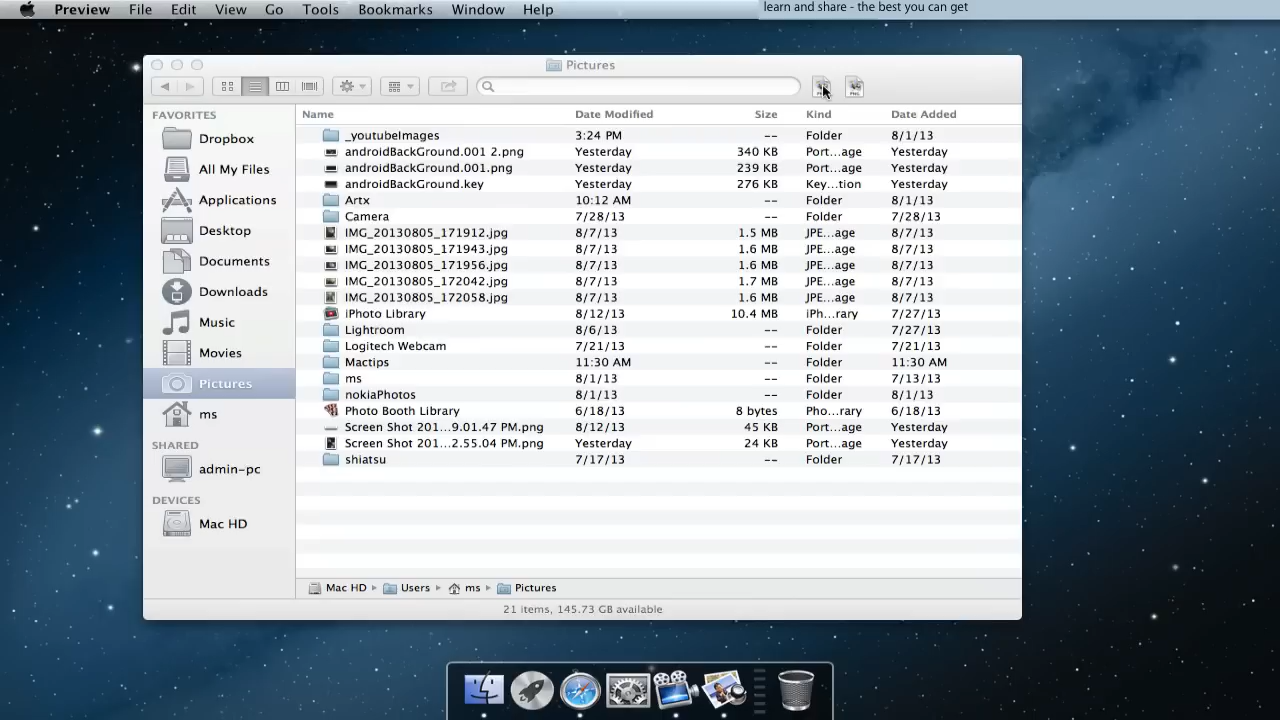 Preview File Edit View Go Tools Bookmarks Window Help
learn and share - the best you can get
Pictures
FAVORITES
Dropbox
All My Files
Applications
Desktop
Documents
Downloads
Music
Movies
Pictures
ms
SHARED
admin-pc
DEVICES
Mac HD
Name Date Modified Size Kind Date Added
_youtubeImages 3:24 PM -- Folder 8/1/13
androidBackGround.001 2.png Yesterday 340 KB Port...age Yesterday
androidBackGround.001.png Yesterday 239 KB Port...age Yesterday
androidBackGround.key Yesterday 276 KB Key...tion Yesterday
Artx 10:12 AM -- Folder 8/1/13
Camera 7/28/13 -- Folder 7/28/13
IMG_20130805_171912.jpg 8/7/13 1.5 MB JPE...age 8/7/13
IMG_20130805_171943.jpg 8/7/13 1.6 MB JPE...age 8/7/13
IMG_20130805_171956.jpg 8/7/13 1.6 MB JPE...age 8/7/13
IMG_20130805_172042.jpg 8/7/13 1.7 MB JPE...age 8/7/13
IMG_20130805_172058.jpg 8/7/13 1.6 MB JPE...age 8/7/13
iPhoto Library 8/12/13 10.4 MB iPh...rary 7/27/13
Lightroom 8/6/13 -- Folder 7/27/13
Logitech Webcam 7/21/13 -- Folder 7/21/13
Mactips 11:30 AM -- Folder 11:30 AM
ms 8/1/13 -- Folder 7/13/13
nokiaPhotos 8/1/13 -- Folder 8/1/13
Photo Booth Library 6/18/13 8 bytes Pho...rary 6/18/13
Screen Shot 201...9.01.47 PM.png 8/12/13 45 KB Port...age Yesterday
Screen Shot 201...2.55.04 PM.png Yesterday 24 KB Port...age Yesterday
shiatsu 7/17/13 -- Folder 7/17/13
Mac HD Users ms Pictures
21 items, 145.73 GB available